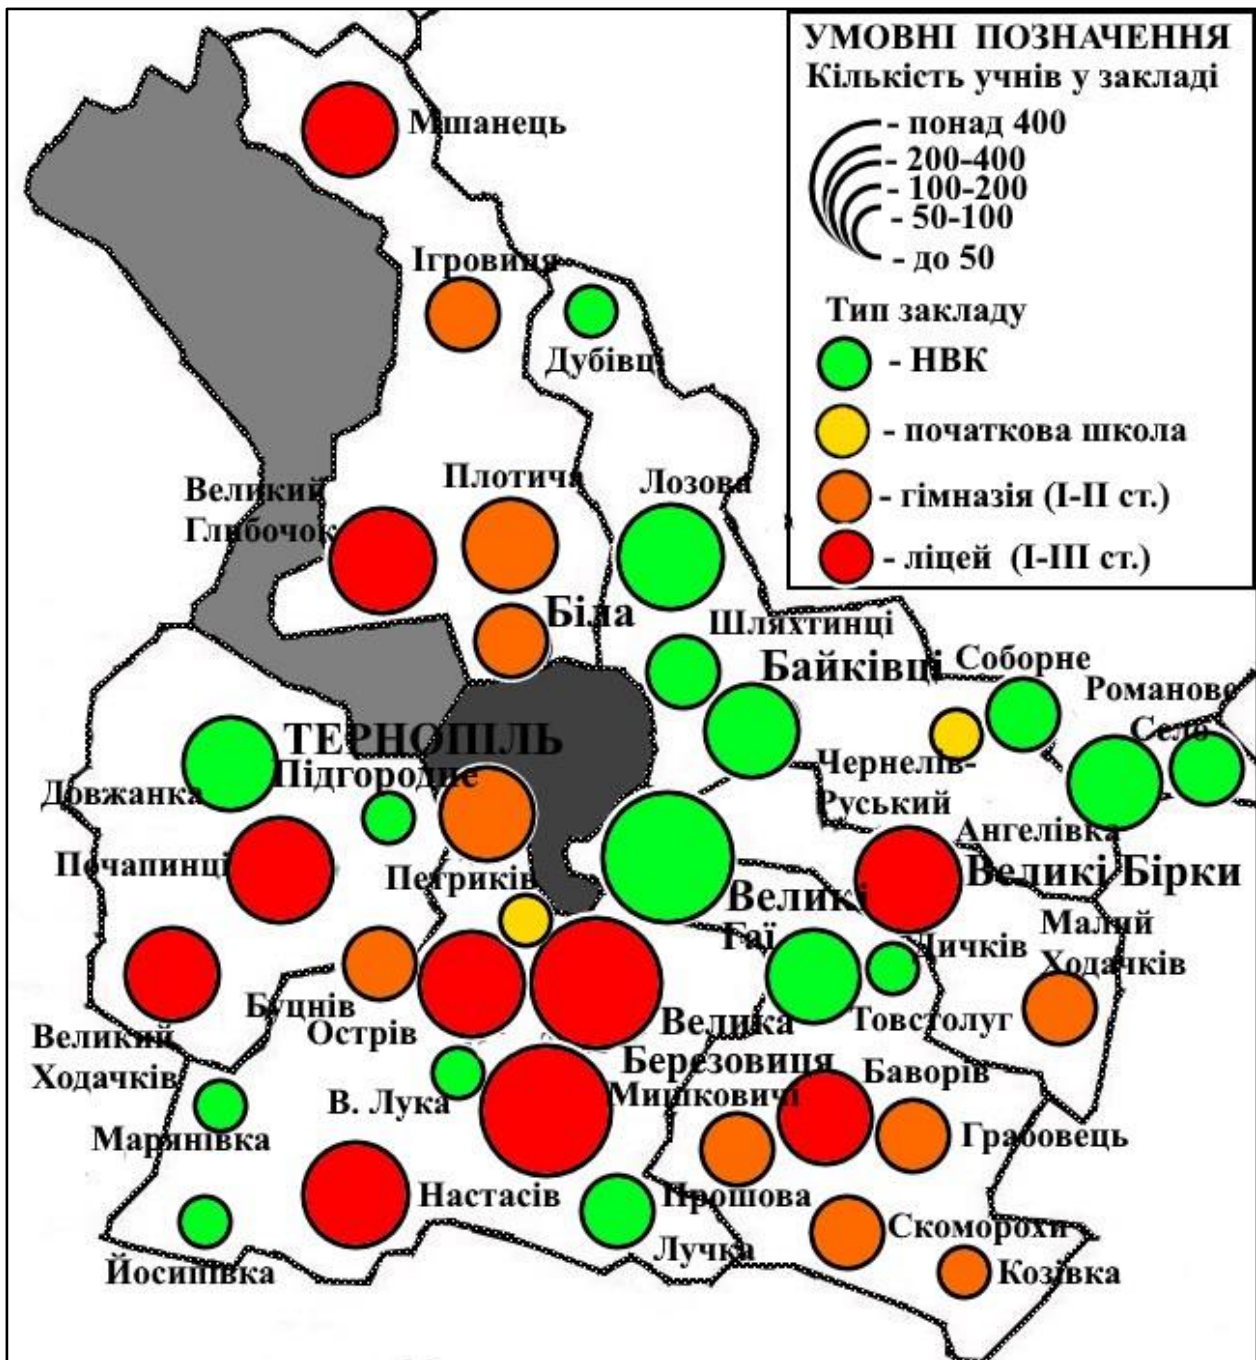 УМОВНІ ПОЗНАЧЕННЯ
Кількість учнів у закладі
- понад 400
- 200-400
- 100-200
- 50-100
- до 50
Тип закладу
- НВК
- початкова школа
- гімназія (І-ІІ ст.)
- ліцей (І-ІІІ ст.)
Мшанець
Ігровиця
Дубівці
Великий
Глибочок
Плотича
Лозова
Біла
Шляхтинці
Байківці
Соборне
Романове
Село
ТЕРНОПІЛЬ
Підгородне
Довжанка
Чернелів-
Руський
Ангелівка
Почапинці
Петриків
Великі Бірки
Великі
Гаї
Малий
Ходачків
Дичків
Буцнів
Острів
Товстолуг
Велика
Березовиця
Великий
Ходачків
Баворів
В. Лука
Мишковичі
Марянівка
Грабовець
Настасів
Прошова
Скоморохи
Лучка
Йосипівка
Козівка